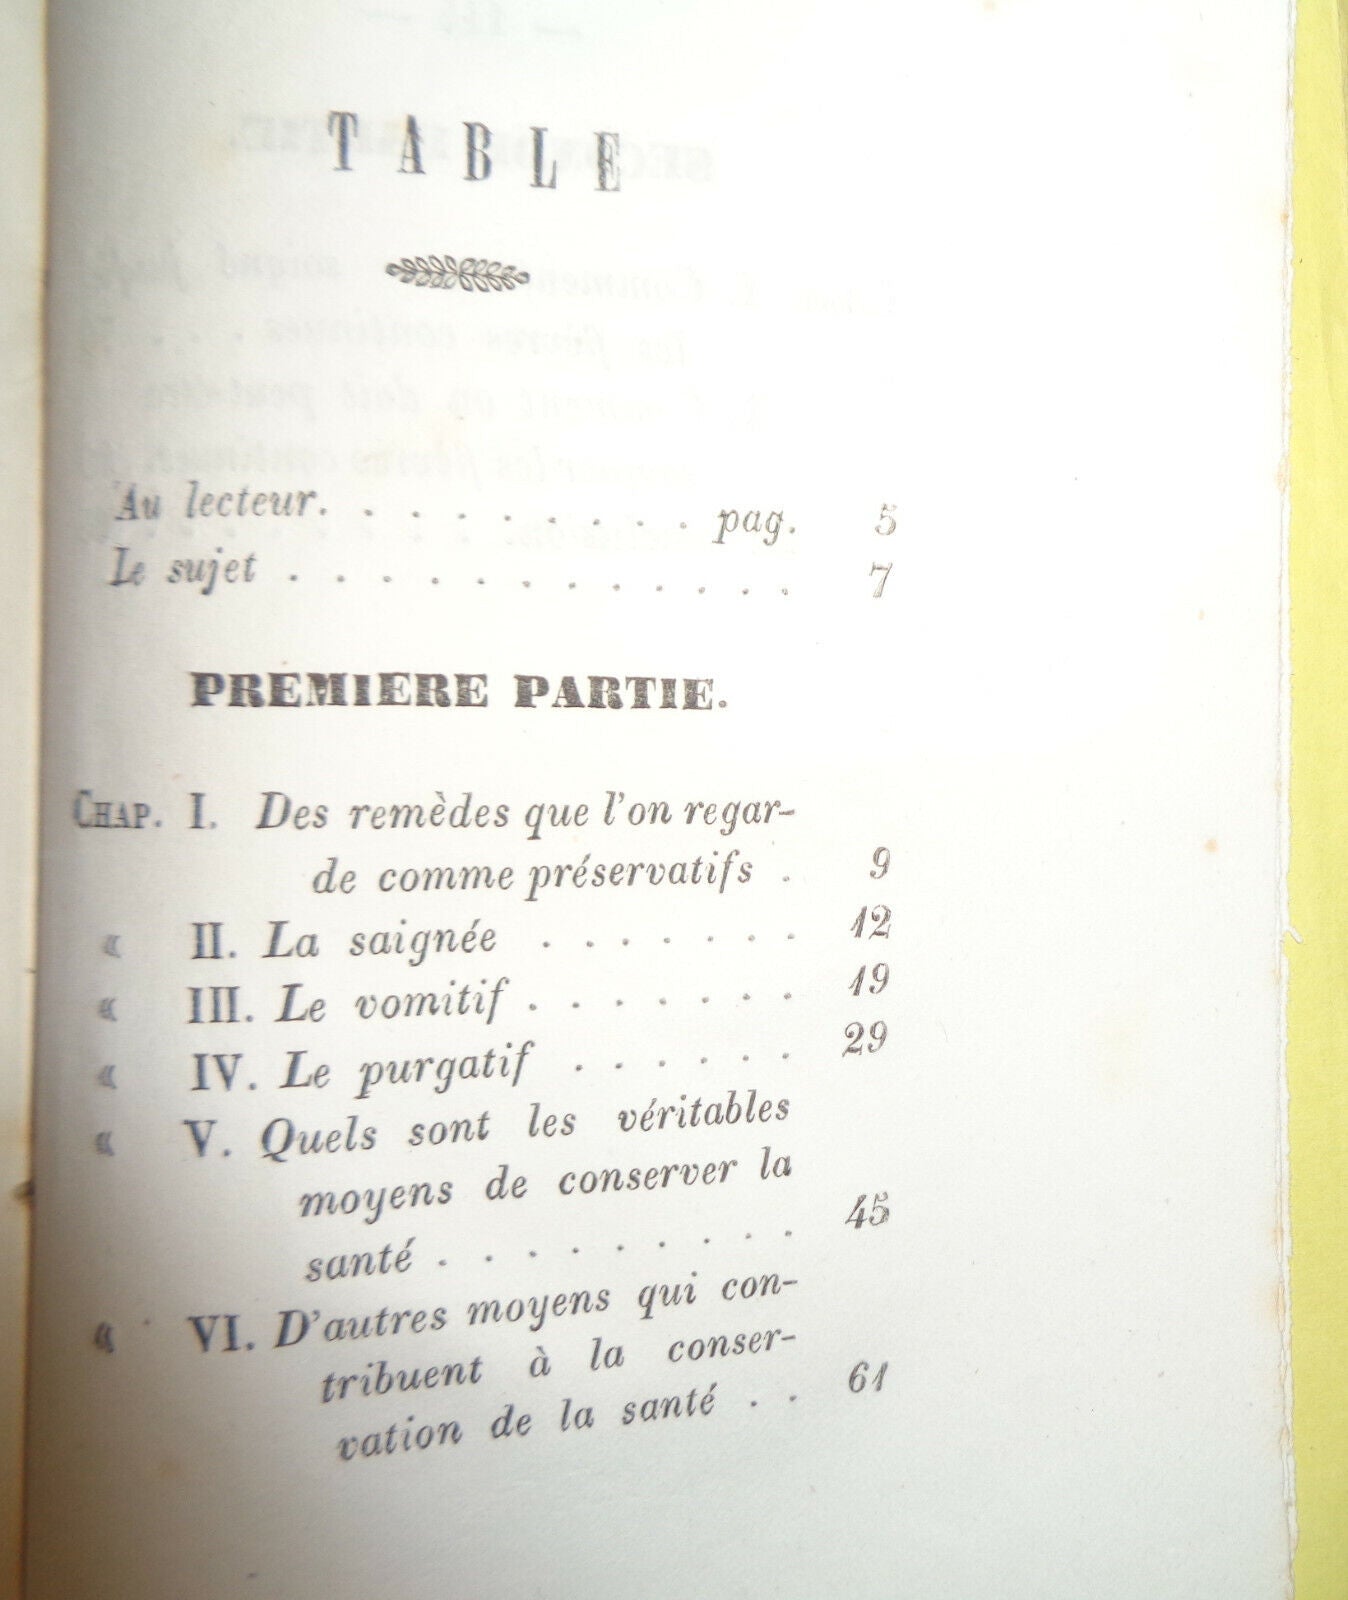 TABLE
Au lecteur. . . . . . . . . pag. 5
Le sujet . . . . . . . . . . . . 7
PREMIERE PARTIE.
CHAP. I. Des remèdes que l'on regar-
de comme préservatifs . 9
« II. La saignée . . . . . . . 12
« III. Le vomitif . . . . . . . 19
« IV. Le purgatif . . . . . . 29
« V. Quels sont les véritables
moyens de conserver la
santé . . . . . . . . . 45
« VI. D'autres moyens qui con-
tribuent à la conser-
vation de la santé . . 61